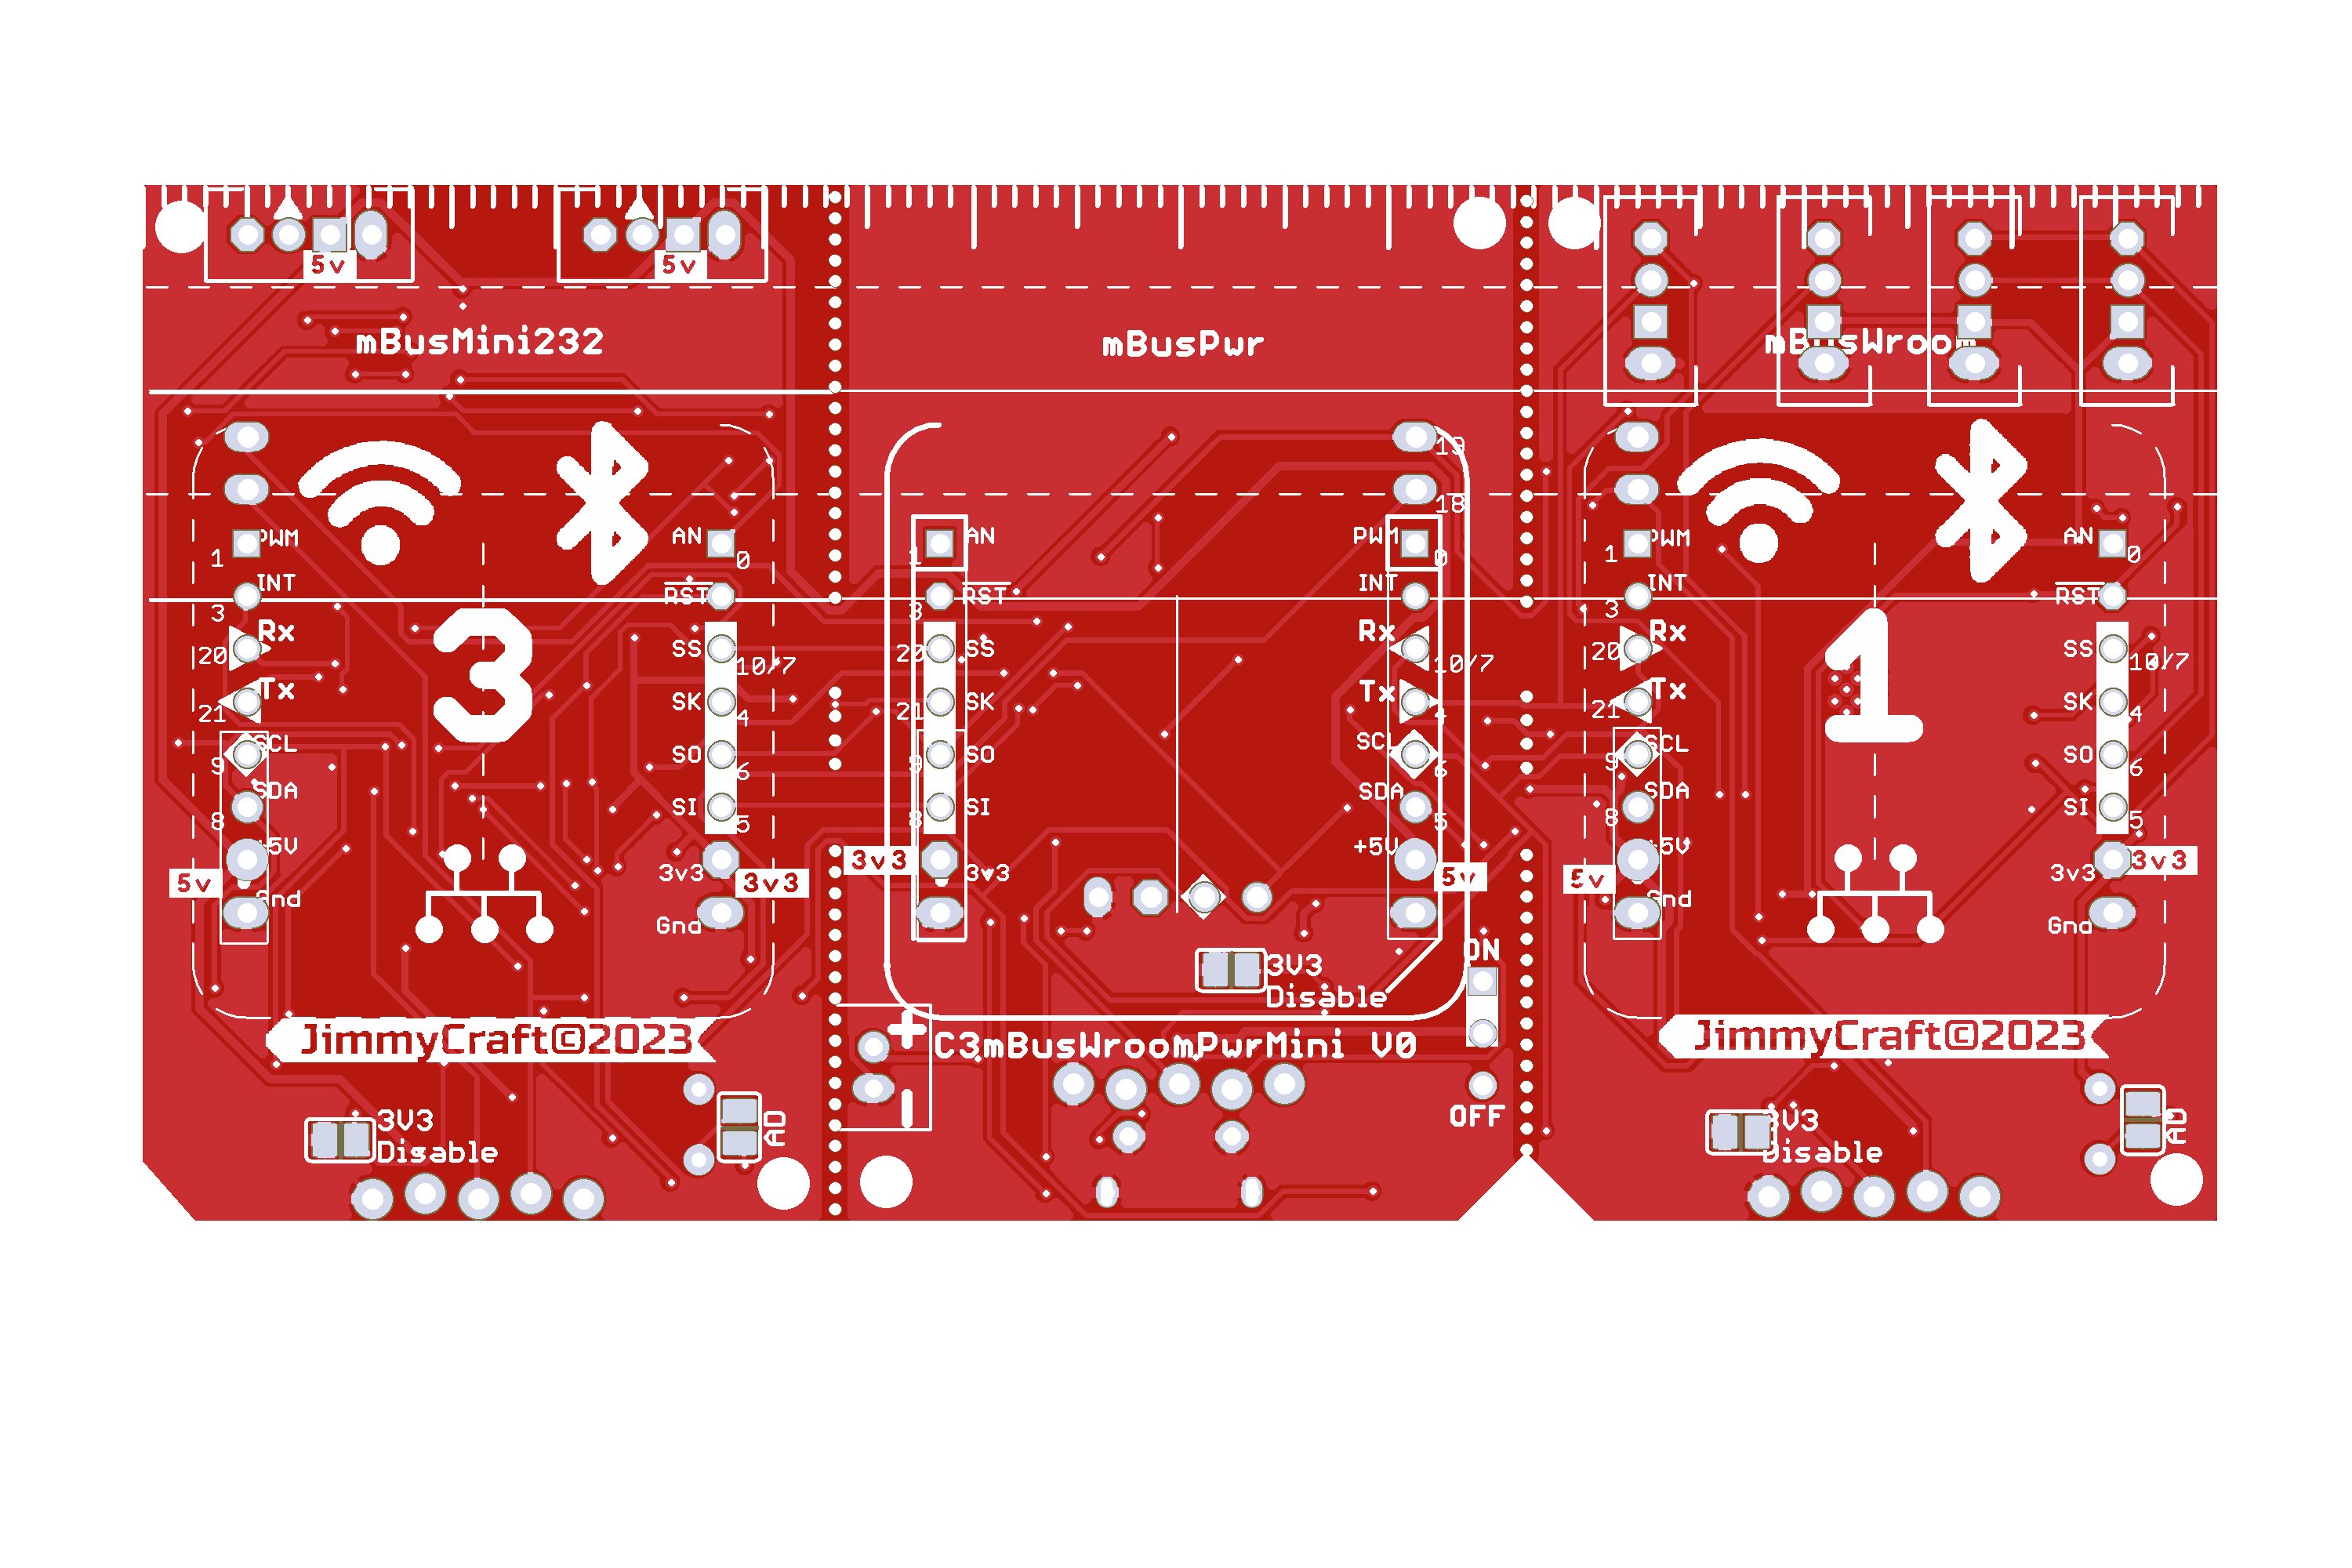 5v
5v
mBusMini232
mBusPwr
mBusWroom
PWM
AN
1
0
INT
RST
3
Rx
SS
20
10/7
Tx
SK
21
4
SCL
SO
9
6
SDA
SI
8
5
+5V
3v3
5v
3v3
Gnd
Gnd
3
JimmyCraft©2023
3V3
Disable
AD
19
18
AN
PWM
1
0
RST
INT
3
SS
Rx
20
10/7
SK
Tx
21
4
SO
SCL
9
6
SI
SDA
8
5
3v3
+5V
3v3
5v
3V3
Disable
ON
OFF
+
C3mBusWroomPwrMini V0
PWM
AN
1
0
INT
RST
3
Rx
SS
20
10/7
Tx
SK
21
4
SCL
SO
9
6
SDA
SI
8
5
+5V
3v3
3v3
5v
Gnd
Gnd
1
JimmyCraft©2023
3V3
Disable
AD